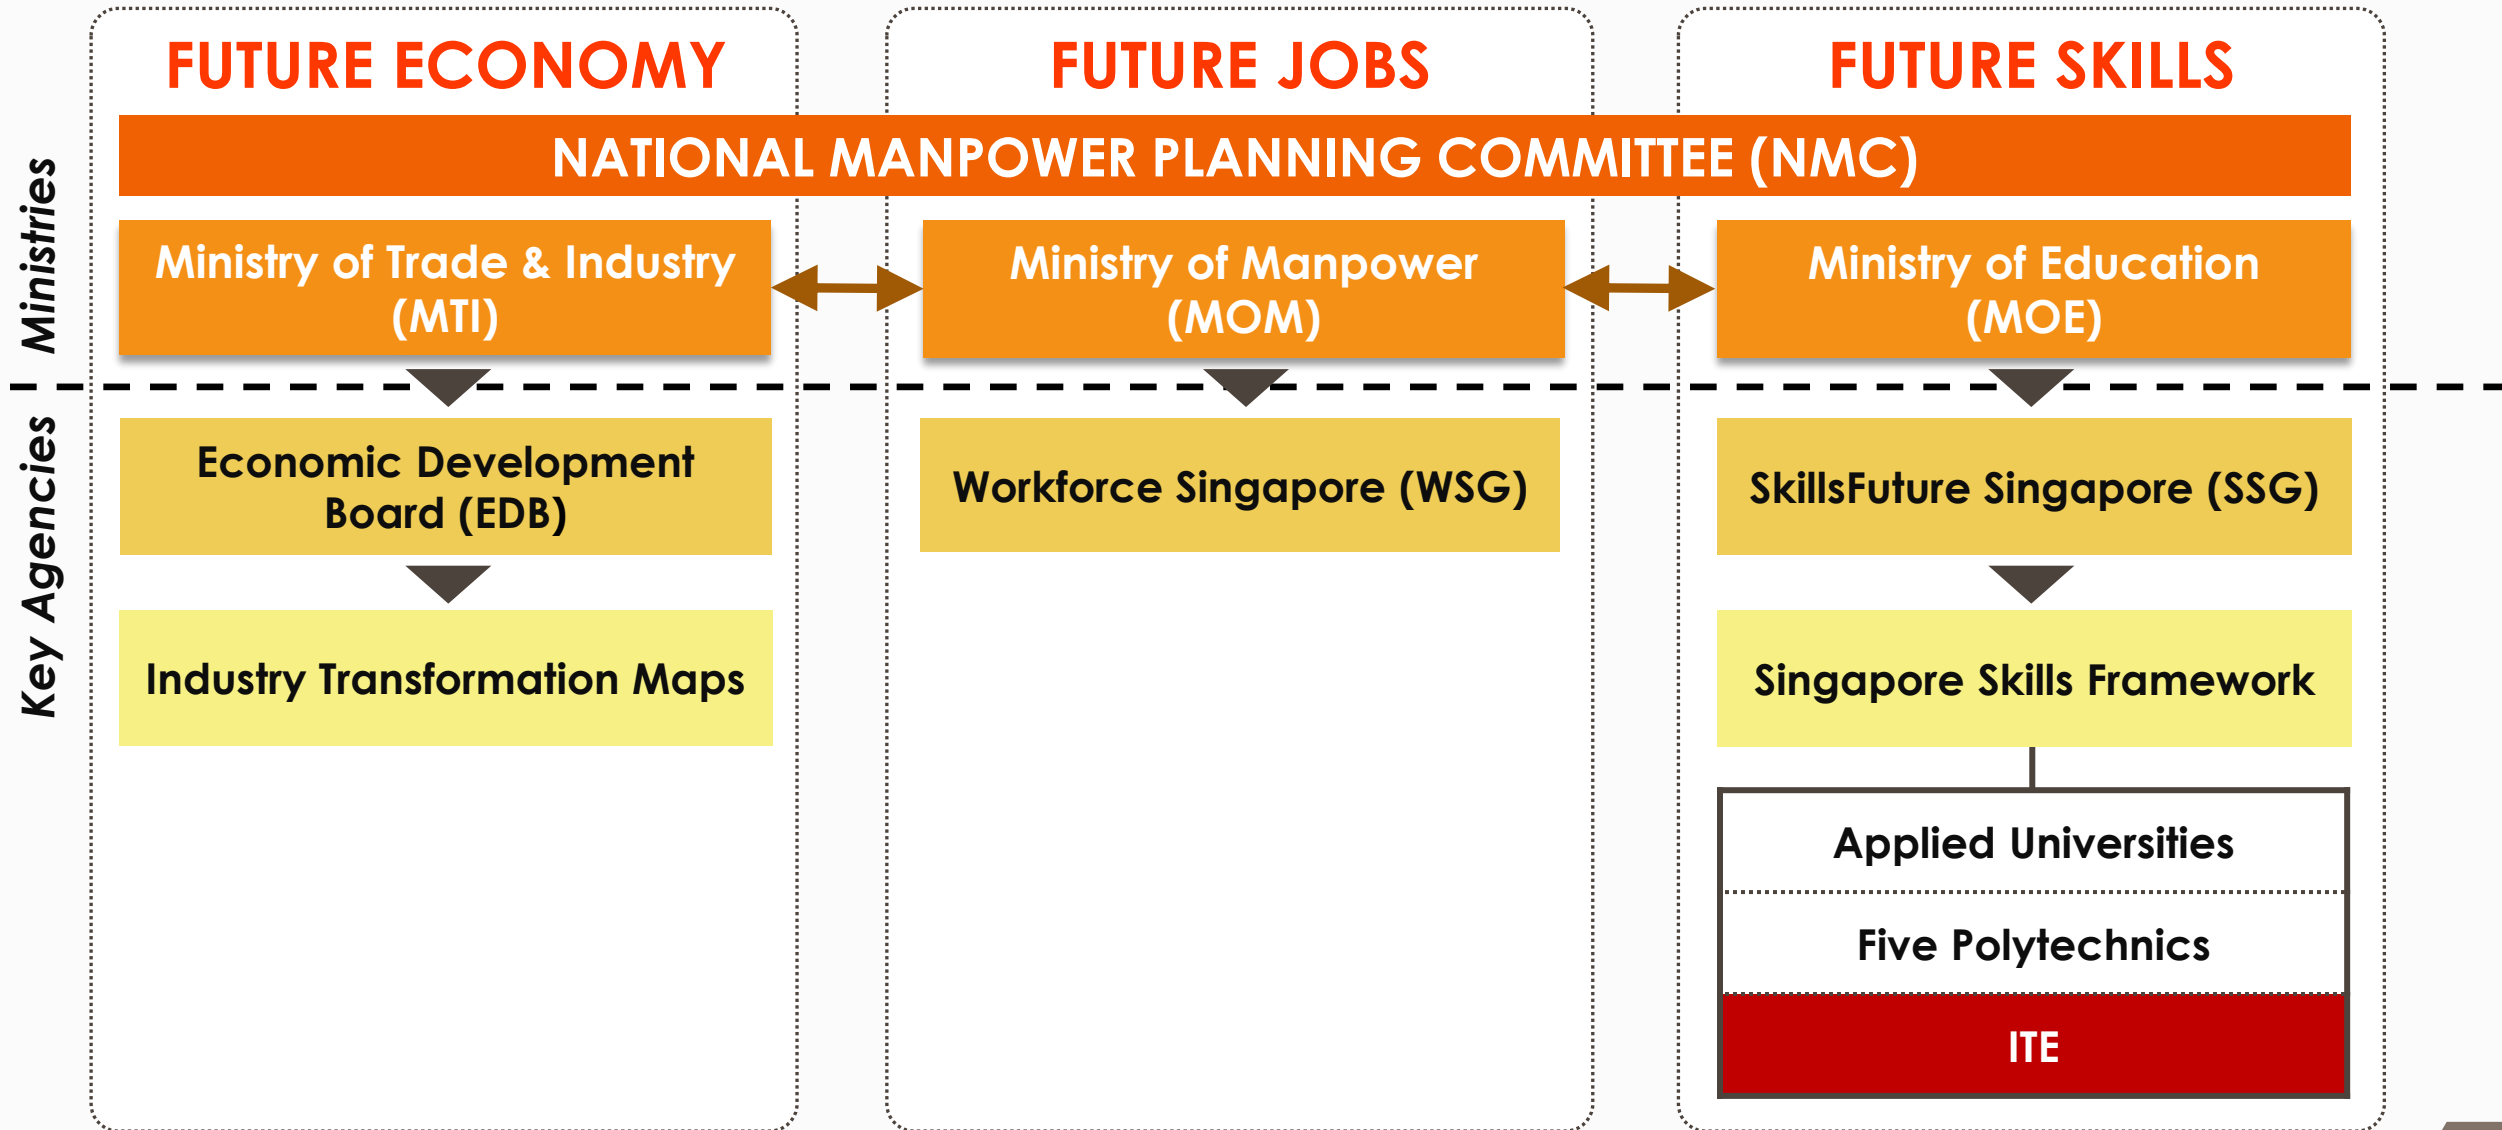 FUTURE ECONOMY
FUTURE JOBS
FUTURE SKILLS
NATIONAL MANPOWER PLANNING COMMITTEE (NMC)
Ministries
Ministry of Trade & Industry
(MTI)
Ministry of Manpower
(MOM)
Ministry of Education
(MOE)
Key Agencies
Economic Development
Board (EDB)
Workforce Singapore (WSG)
SkillsFuture Singapore (SSG)
Industry Transformation Maps
Singapore Skills Framework
Applied Universities
Five Polytechnics
ITE